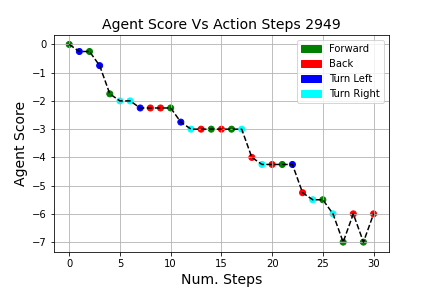 Agent Score Vs Action Steps 2949
Agent Score
0
−1
−2
−3
−4
−5
−6
−7
Forward
Back
Turn Left
Turn Right
0 5 10 15 20 25 30
Num. Steps